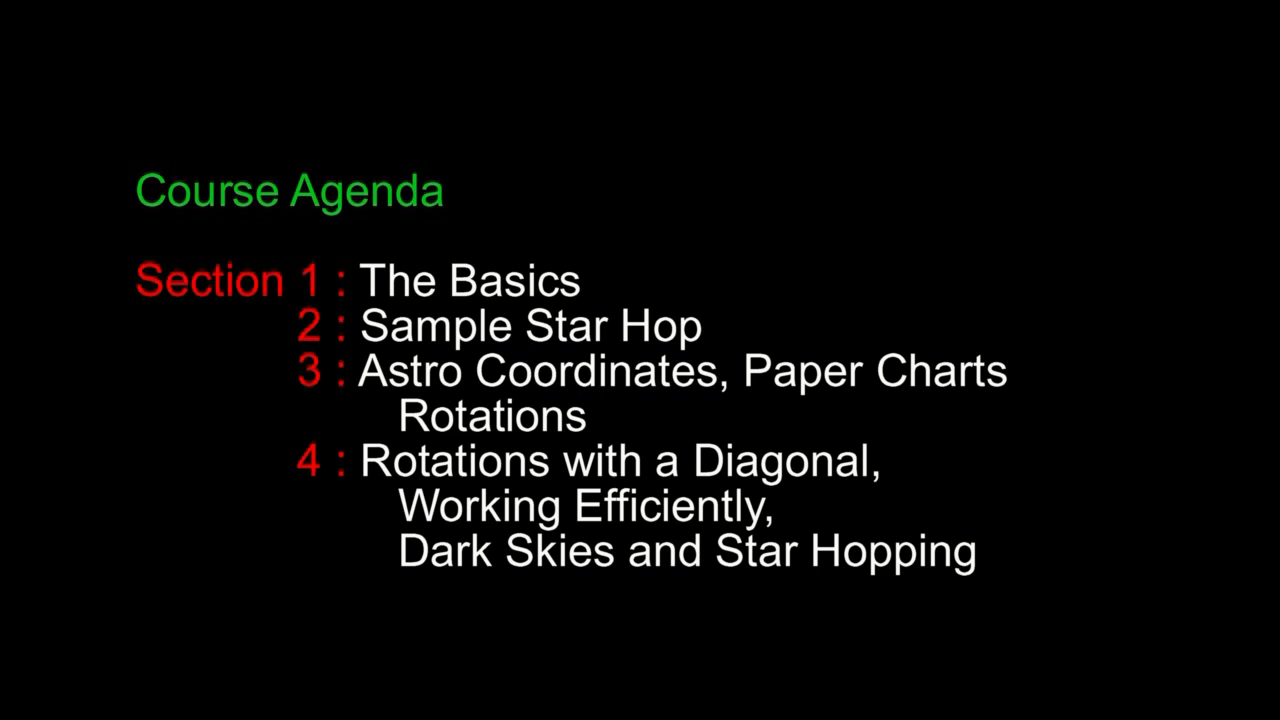 Course Agenda
Section 1 : The Basics
2 : Sample Star Hop
3 : Astro Coordinates, Paper Charts
Rotations
4 : Rotations with a Diagonal,
Working Efficiently,
Dark Skies and Star Hopping